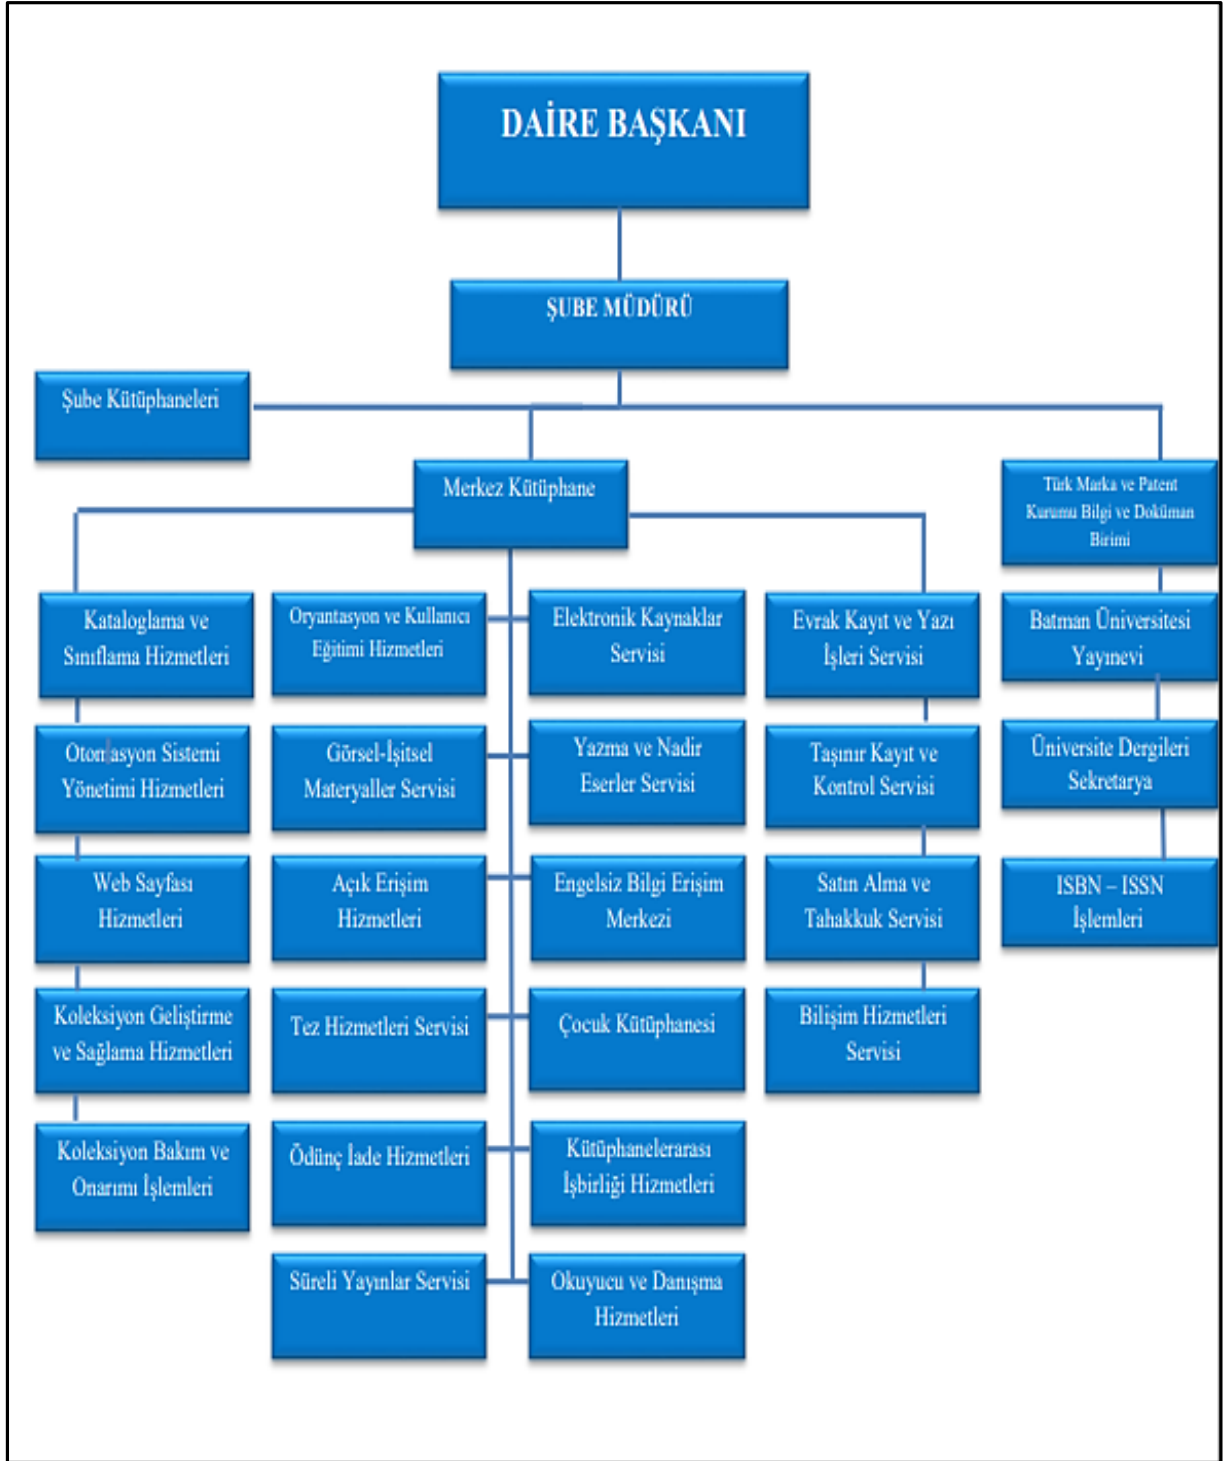 DAİRE BAŞKANI
ŞUBE MÜDÜRÜ
Şube Kütüphaneleri
Merkez Kütüphane
Türk Marka ve Patent
Kurumu Bilgi ve Doküman
Birimi
Kataloglama ve
Sınıflama Hizmetleri
Oryantasyon ve Kullanıcı
Eğitimi Hizmetleri
Elektronik Kaynaklar
Servisi
Evrak Kayıt ve Yazı
İşleri Servisi
Batman Üniversitesi
Yayınevi
Otomasyon Sistemi
Yönetimi Hizmetleri
Görsel-İşitsel
Materyaller Servisi
Yazma ve Nadir
Eserler Servisi
Taşınır Kayıt ve
Kontrol Servisi
Üniversite Dergileri
Sekretarya
Web Sayfası
Hizmetleri
Açık Erişim
Hizmetleri
Engelsiz Bilgi Erişim
Merkezi
Satın Alma ve
Tahakkuk Servisi
ISBN – ISSN
İşlemleri
Koleksiyon Geliştirme
ve Sağlama Hizmetleri
Tez Hizmetleri Servisi
Çocuk Kütüphanesi
Bilişim Hizmetleri
Servisi
Koleksiyon Bakım ve
Onarımı İşlemleri
Ödünç İade Hizmetleri
Kütüphanelerarası
İşbirliği Hizmetleri
Süreli Yayınlar Servisi
Okuyucu ve Danışma
Hizmetleri